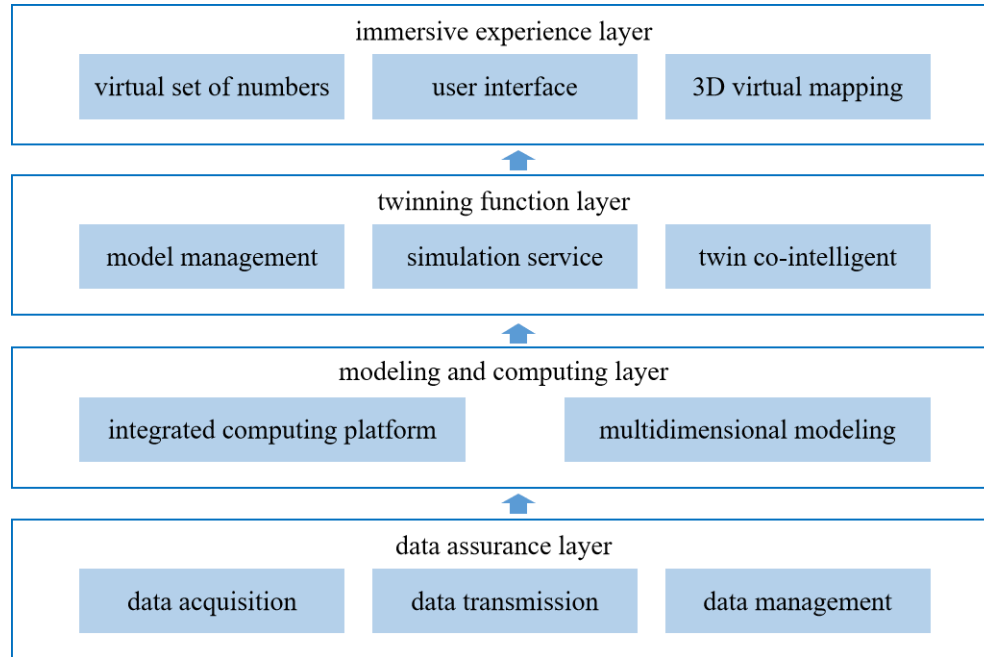 immersive experience layer
virtual set of numbers
user interface
3D virtual mapping
twinning function layer
model management
simulation service
twin co-intelligent
modeling and computing layer
integrated computing platform
multidimensional modeling
data assurance layer
data acquisition
data transmission
data management